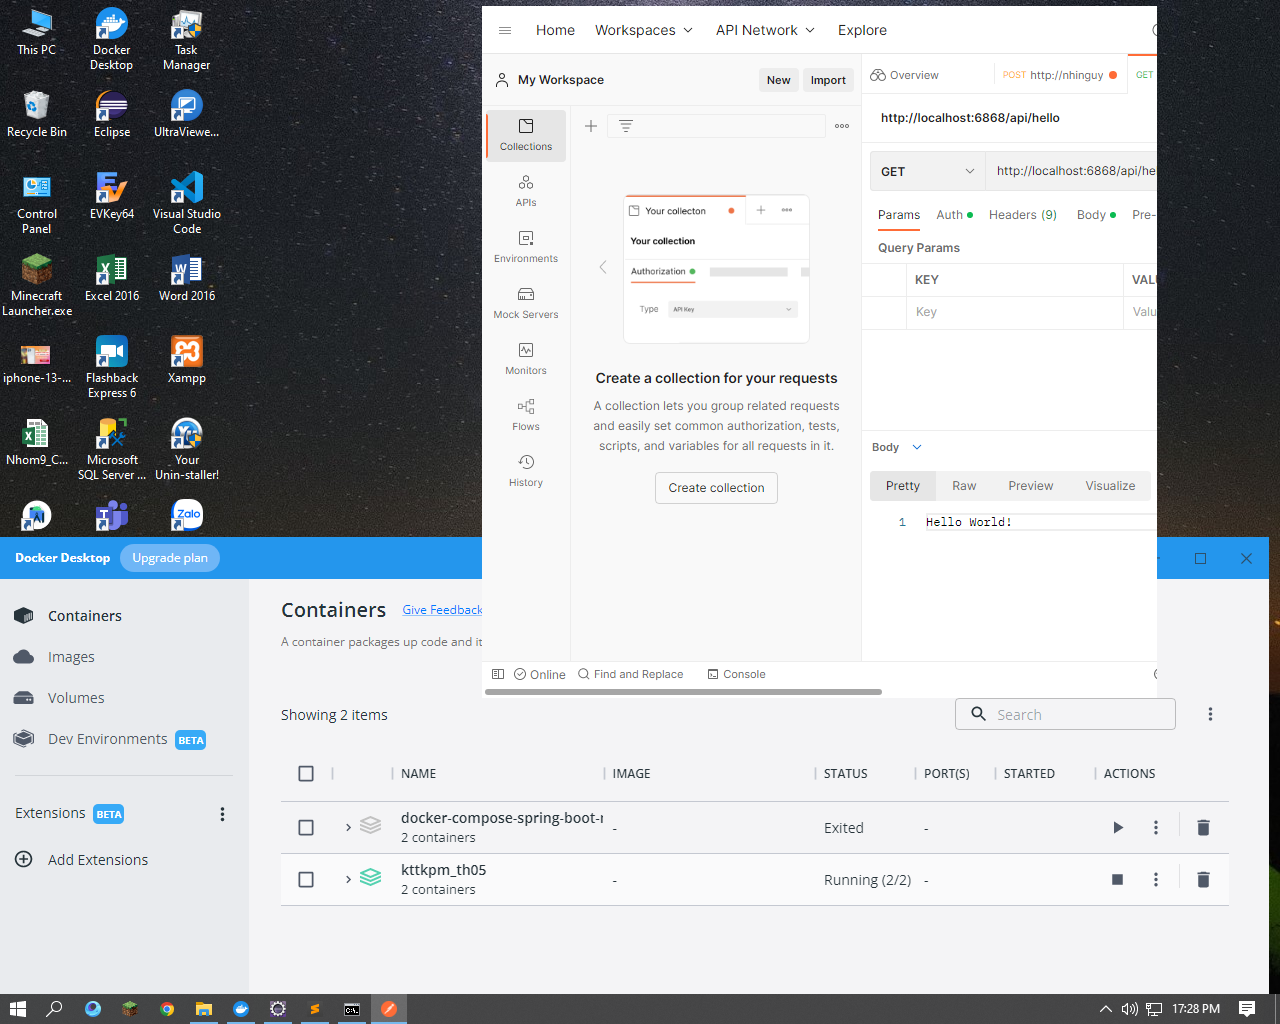 This PC
Docker
Desktop
Task
Manager
Recycle Bin
Eclipse
UltraViewe...
Control
Panel
EVKey64
Visual Studio
Code
Minecraft
Launcher.exe
Excel 2016
Word 2016
iphone-13-...
Flashback
Express 6
Xampp
Nhom9_C...
Microsoft
SQL Server ...
Your
Unin-staller!
Zalo
Home
Workspaces
API Network
Explore
My Workspace
New
Import
Overview
POST http://nhinguy
GET
Collections
APIs
Environments
Mock Servers
Monitors
Flows
History
Your collecton
Your collection
Authorization
Type
API Key
Create a collection for your requests
A collection lets you group related requests
and easily set common authorization, tests,
scripts, and variables for all requests in it.
Create collection
http://localhost:6868/api/hello
GET
http://localhost:6868/api/he
Params
Auth
Headers (9)
Body
Pre-
Query Params
KEY
VALU
Key
Valu
Body
Pretty
Raw
Preview
Visualize
1
Hello World!
Online
Find and Replace
Console
Docker Desktop
Upgrade plan
Containers
Images
Volumes
Dev Environments BETA
Extensions BETA
Add Extensions
Containers
Give Feedback
A container packages up code and it
Showing 2 items
Search
NAME
IMAGE
STATUS
PORT(S)
STARTED
ACTIONS
docker-compose-spring-boot-r
2 containers
-
Exited
-
kttkpm_th05
2 containers
-
Running (2/2)
-
17:28 PM